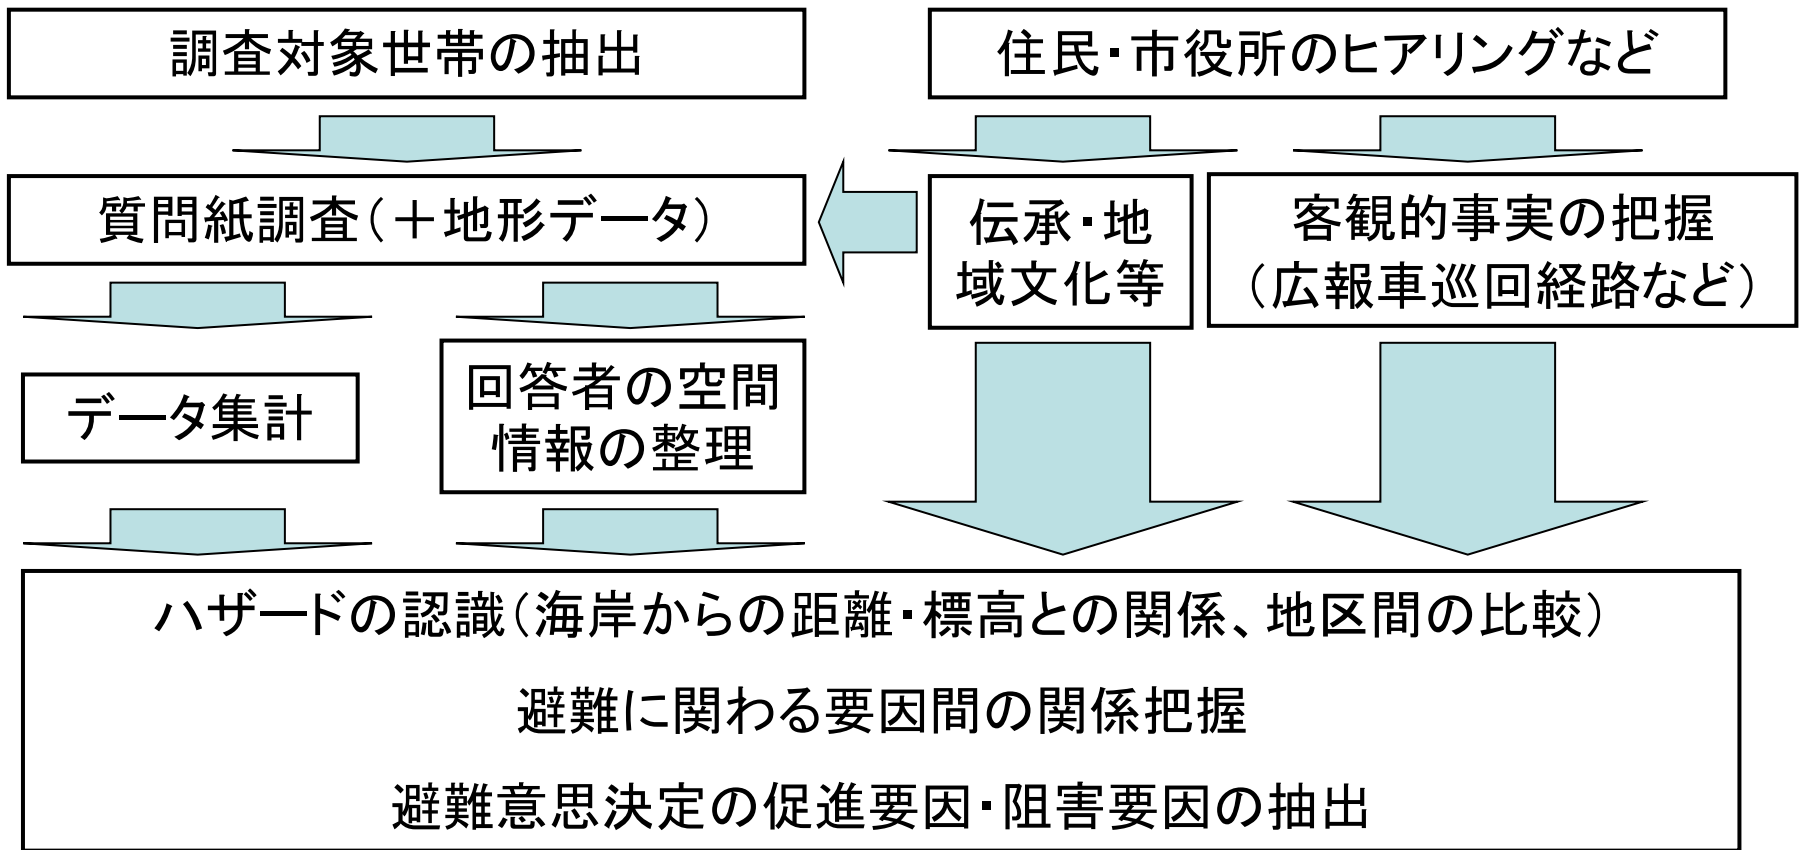 調査対象世帯の抽出
住民・市役所のヒアリングなど
質問紙調査（＋地形データ）
伝承・地
域文化等
客観的事実の把握
（広報車巡回経路など）
データ集計
回答者の空間
情報の整理
ハザードの認識（海岸からの距離・標高との関係、地区間の比較）
避難に関わる要因間の関係把握
避難意思決定の促進要因・阻害要因の抽出